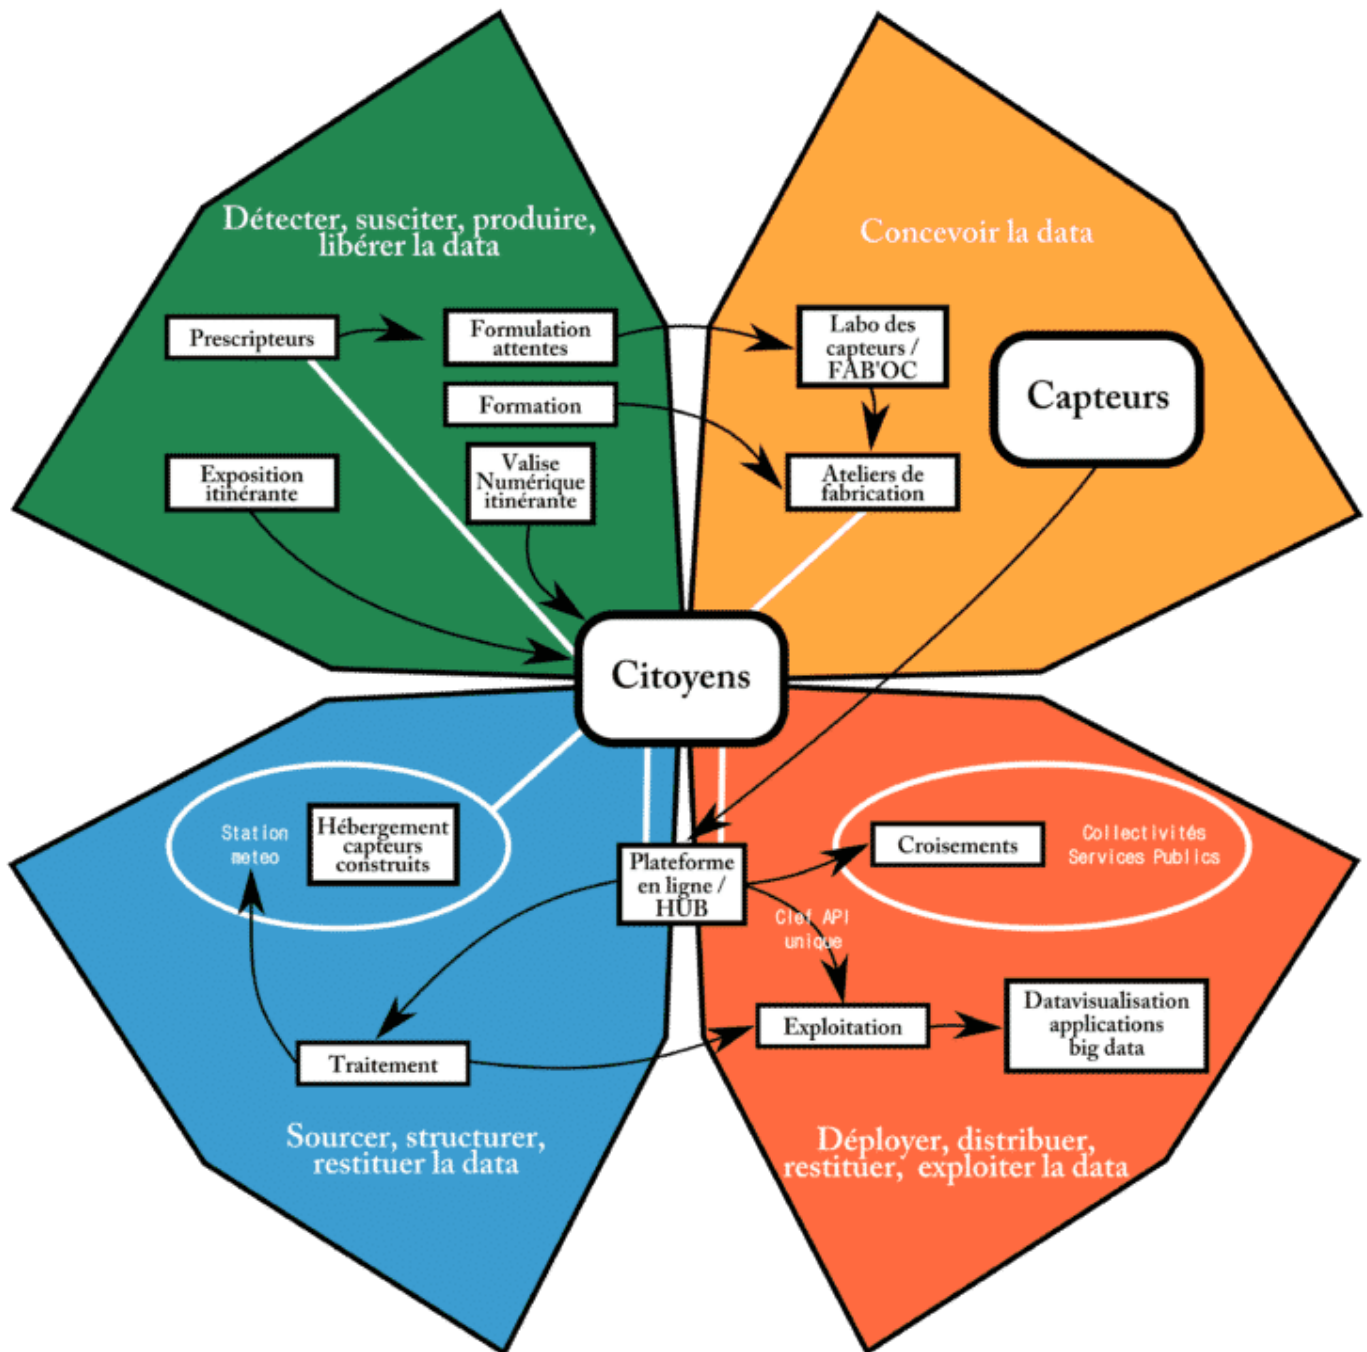 Détecter, susciter, produire,
libérer la data
Prescripteurs
Formulation
attentes
Formation
Exposition
itinérante
Valise
Numérique
itinérante
Concevoir la data
Labo des
capteurs /
FAB'OC
Capteurs
Ateliers de
fabrication
Citoyens
Station
meteo
Hébergement
capteurs
construits
Plateforme
en ligne /
HUB
Traitement
Sourcer, structurer,
restituer la data
Croisements
Collectivités
Services Publics
Clef API
unique
Exploitation
Datavisualisation
applications
big data
Déployer, distribuer,
restituer, exploiter la data